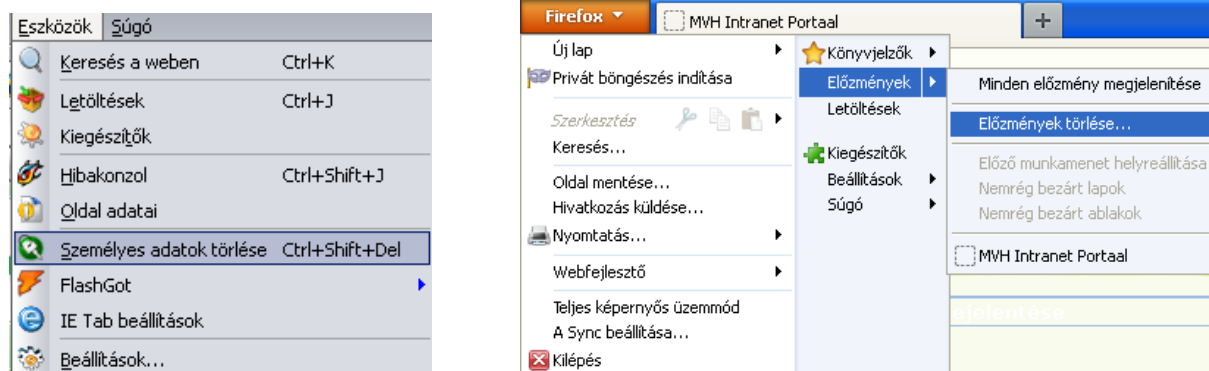 Eszközök Súgó
Keresés a weben Ctrl+K
Letöltések Ctrl+J
Kiegészítők
Hibakonzol Ctrl+Shift+J
Oldal adatai
Személyes adatok törlése Ctrl+Shift+Del
FlashGot
IE Tab beállítások
Beállítások...
Firefox
MVH Intranet Portaal
Új lap
Privát böngészés indítása
Szerkesztés
Keresés...
Oldal mentése...
Hivatkozás küldése...
Nyomtatás...
Webfejlesztő
Teljes képernyős üzemmód
A Sync beállítása...
Kilépés
Könyvjelzők
Előzmények
Letöltések
Kiegészítők
Beállítások
Súgó
Minden előzmény megjelenítése
Előzmények törlése...
Előző munkamenet helyreállítása
Nemrég bezárt lapok
Nemrég bezárt ablakok
MVH Intranet Portaal